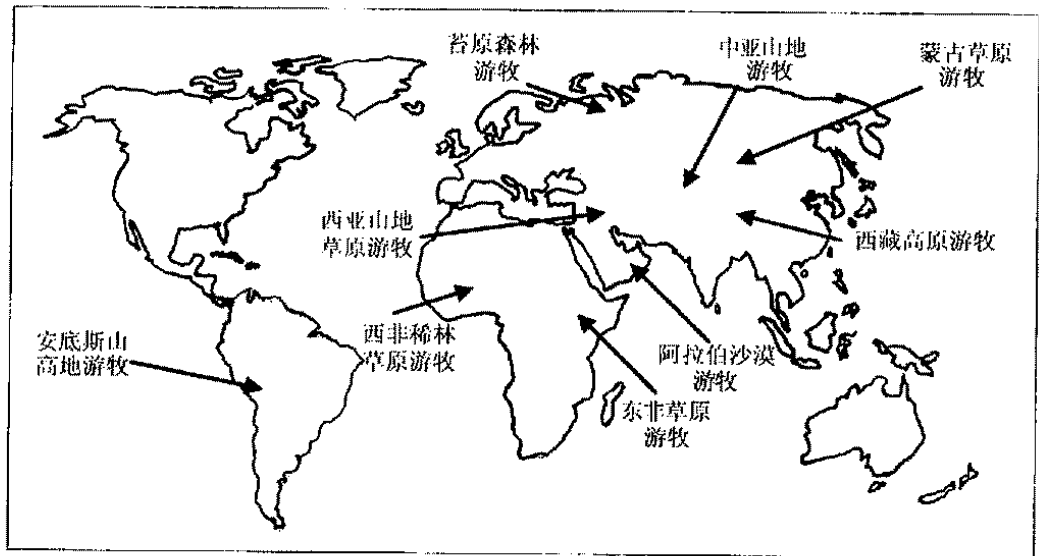 苔原森林
游牧
中亚山地
游牧
蒙古草原
游牧
西亚山地
草原游牧
西藏高原游牧
安底斯山
高地游牧
西非稀林
草原游牧
阿拉伯沙漠
游牧
东非草原
游牧